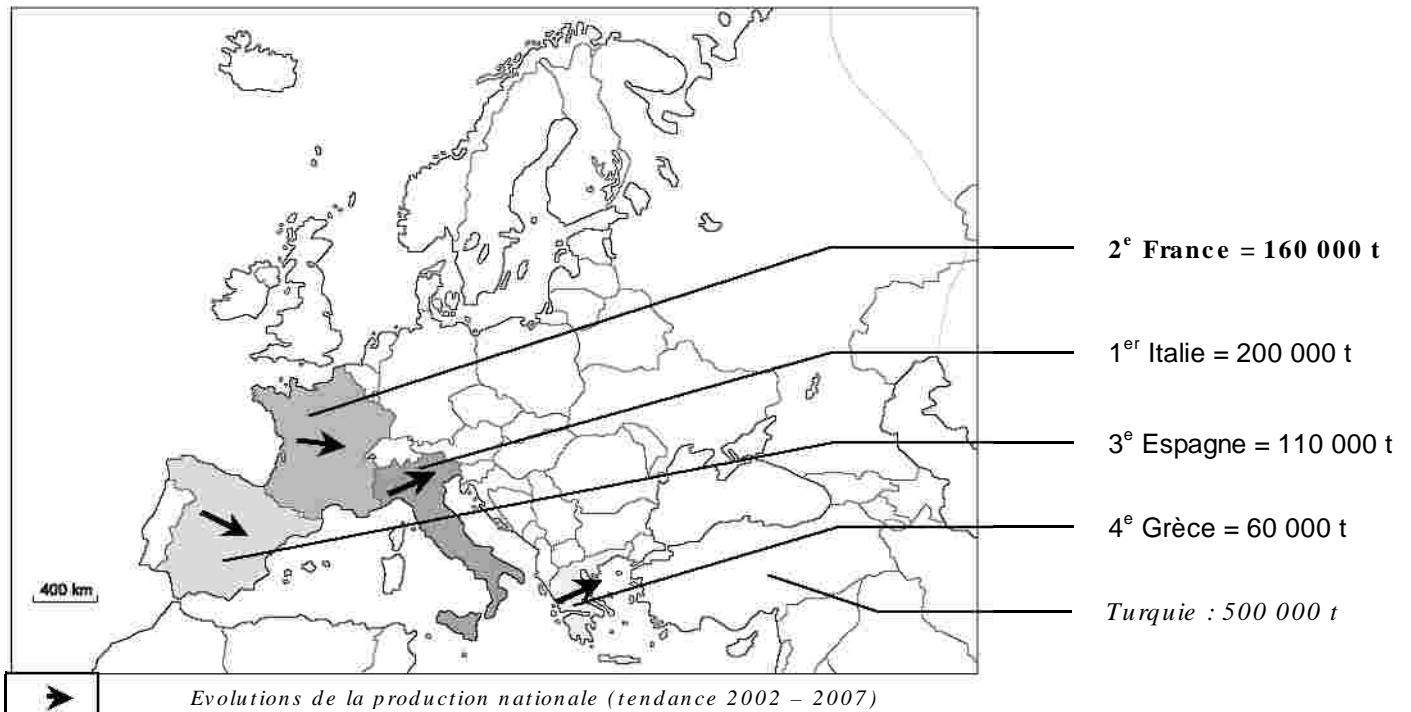 2e France = 160 000 t
1er Italie = 200 000 t
3e Espagne = 110 000 t
4e Grèce = 60 000 t
400 km
Turquie : 500 000 t
Evolutions de la production nationale (tendance 2002 – 2007)